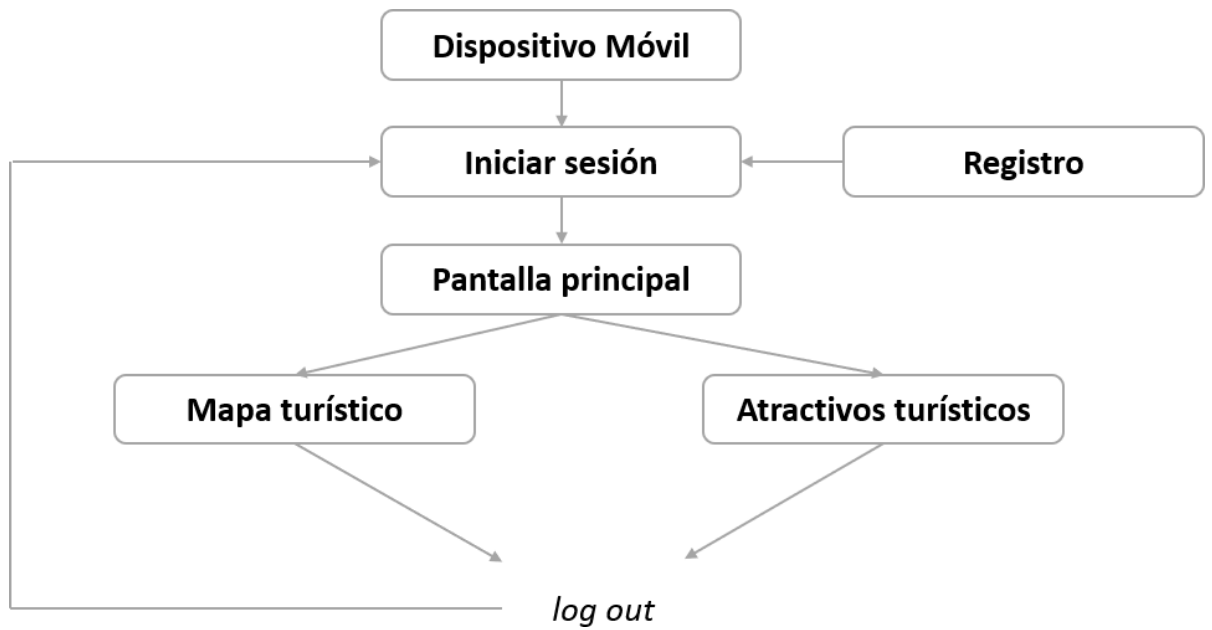 Dispositivo Móvil
Iniciar sesión
Registro
Pantalla principal
Mapa turístico
Atractivos turísticos
log out